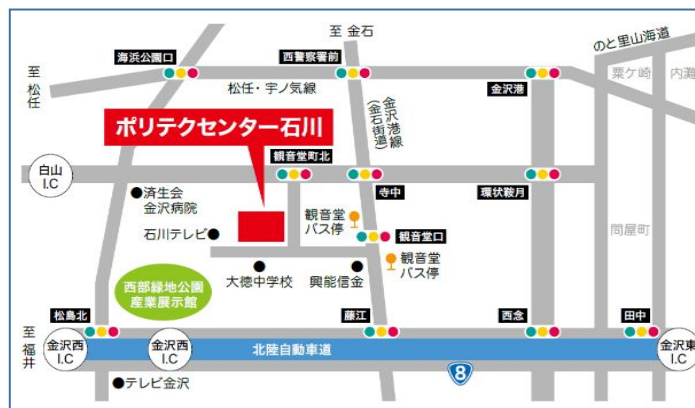 至 金石
海浜公園口
西警察署前
のと里山海道
至 松任
松任・宇ノ気線
金沢港
粟ケ崎
内灘
金沢港線
(金石街道)
ポリテクセンター石川
観音堂町北
白山
I.C
寺中
環状鞍月
済生会
金沢病院
石川テレビ
観音堂
バス停
観音堂口
問屋町
観音堂
バス停
大徳中学校
興能信金
西部緑地公園
産業展示館
松島北
藤江
西念
田中
至 福井
金沢西
I.C
金沢西
I.C
北陸自動車道
金沢東
I.C
8
テレビ金沢